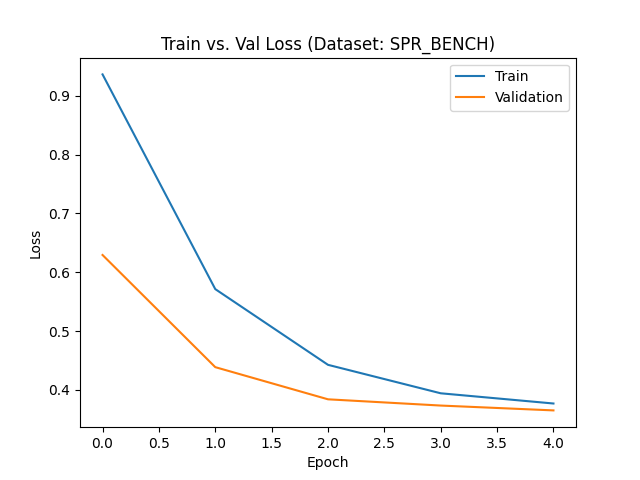 Train vs. Val Loss (Dataset: SPR_BENCH)
Train
Validation
0.9
0.8
0.7
0.6
0.5
0.4
Loss
0.0 0.5 1.0 1.5 2.0 2.5 3.0 3.5 4.0
Epoch